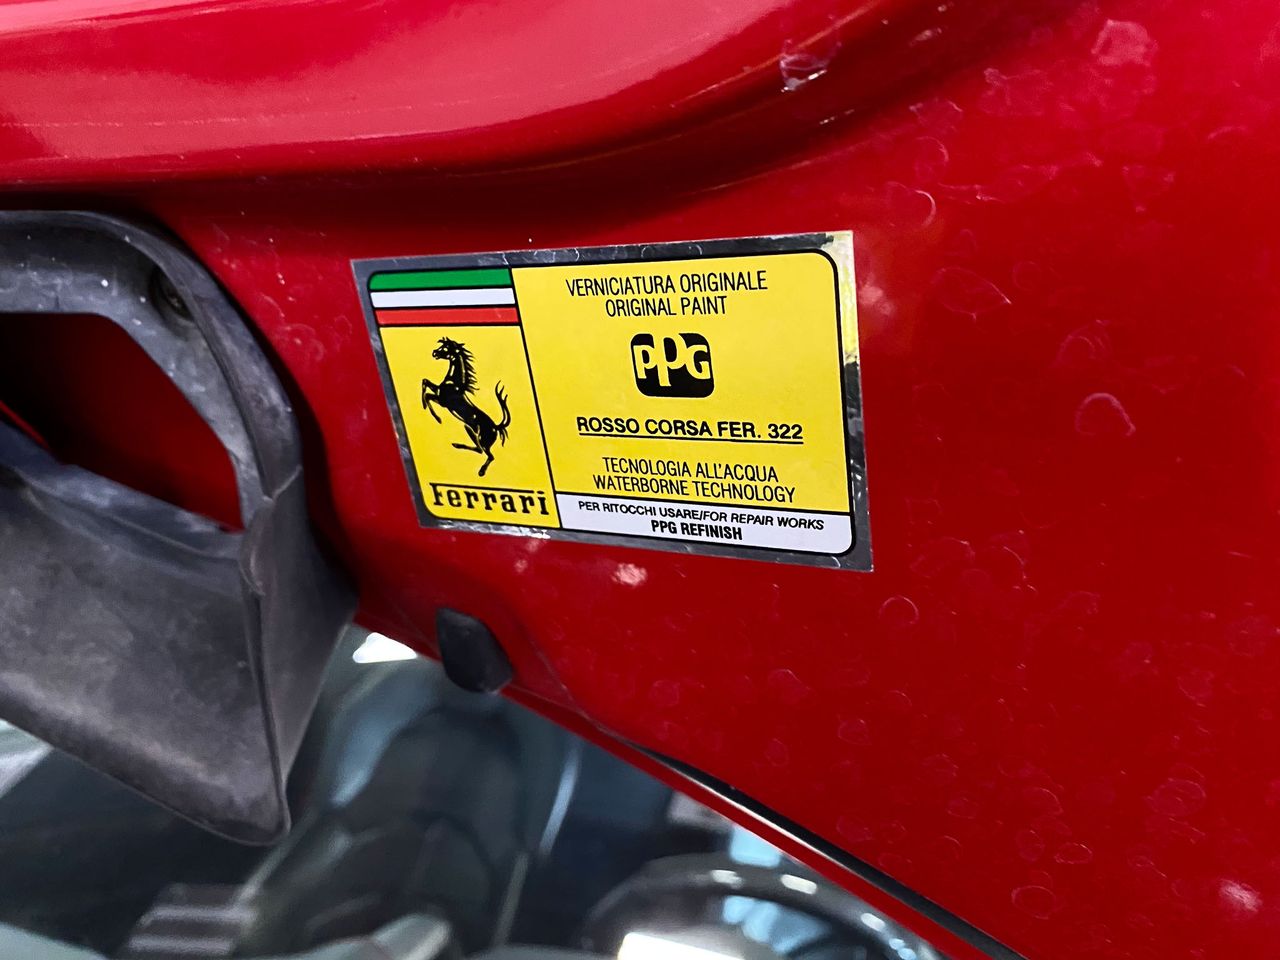 VERNICIATURA ORIGINALE
ORIGINAL PAINT
PPG
ROSSO CORSA FER. 322
TECNOLOGIA ALL'ACQUA
WATERBORNE TECHNOLOGY
Ferrari
PER RITOCCHI USARE/FOR REPAIR WORKS
PPG REFINISH